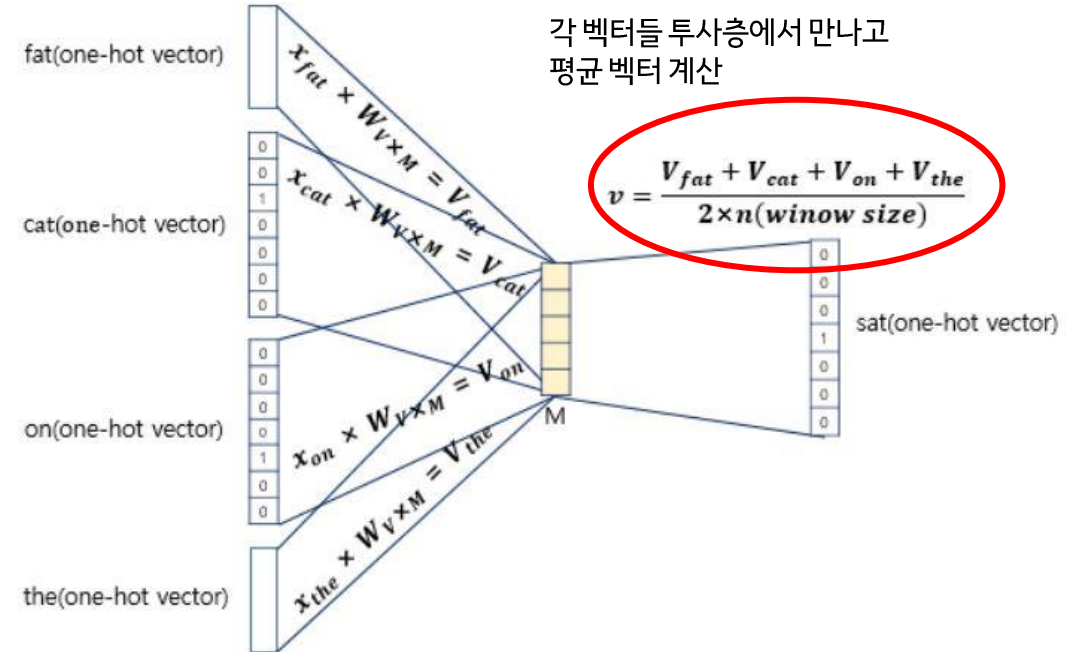 각 벡터들 투사층에서 만나고
평균 벡터 계산
fat(one-hot vector)
x_fat × W_V×M = V_fat
v = (V_fat + V_cat + V_on + V_the) / (2×n(winow size))
cat(one-hot vector)
0
0
1
0
0
0
0
x_cat × W_V×M = V_cat
on(one-hot vector)
0
0
0
0
1
0
0
x_on × W_V×M = V_on
the(one-hot vector)
x_the × W_V×M = V_the
M
0
0
0
1
0
0
0
sat(one-hot vector)